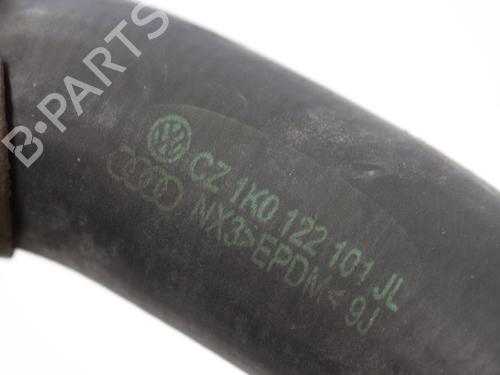 B-PARTS
CZ 1K0 122 101 JL
NX3>EPDM< 9J